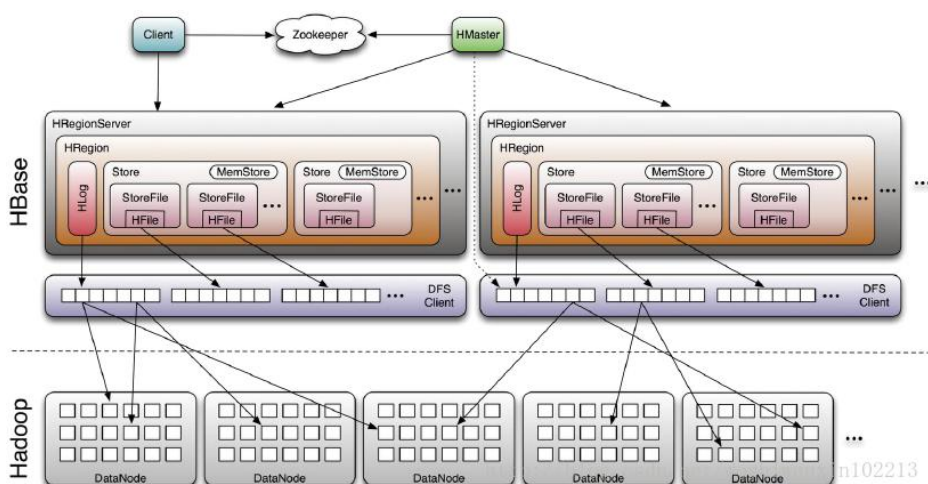 Client
Zookeeper
HMaster
HBase
HRegionServer
HRegionServer
HRegion
HRegion
HLog
Store
MemStore
Store
MemStore
...
...
HLog
Store
MemStore
Store
MemStore
...
...
...
StoreFile
StoreFile
...
StoreFile
StoreFile
StoreFile
...
StoreFile
HFile
HFile
HFile
HFile
HFile
HFile
...
DFS
Client
...
DFS
Client
Hadoop
...
DataNode
DataNode
DataNode
DataNode
DataNode